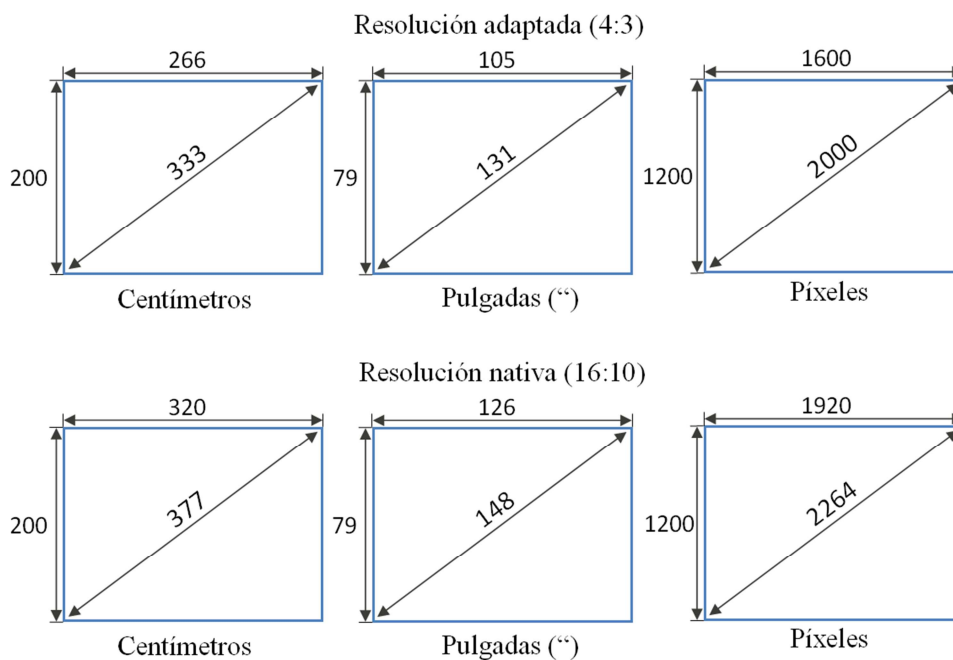 Resolución adaptada (4:3)
266 105 1600
200 333 79 131 1200 2000
Centímetros Pulgadas (“) Píxeles
Resolución nativa (16:10)
320 126 1920
200 377 79 148 1200 2264
Centímetros Pulgadas (“) Píxeles